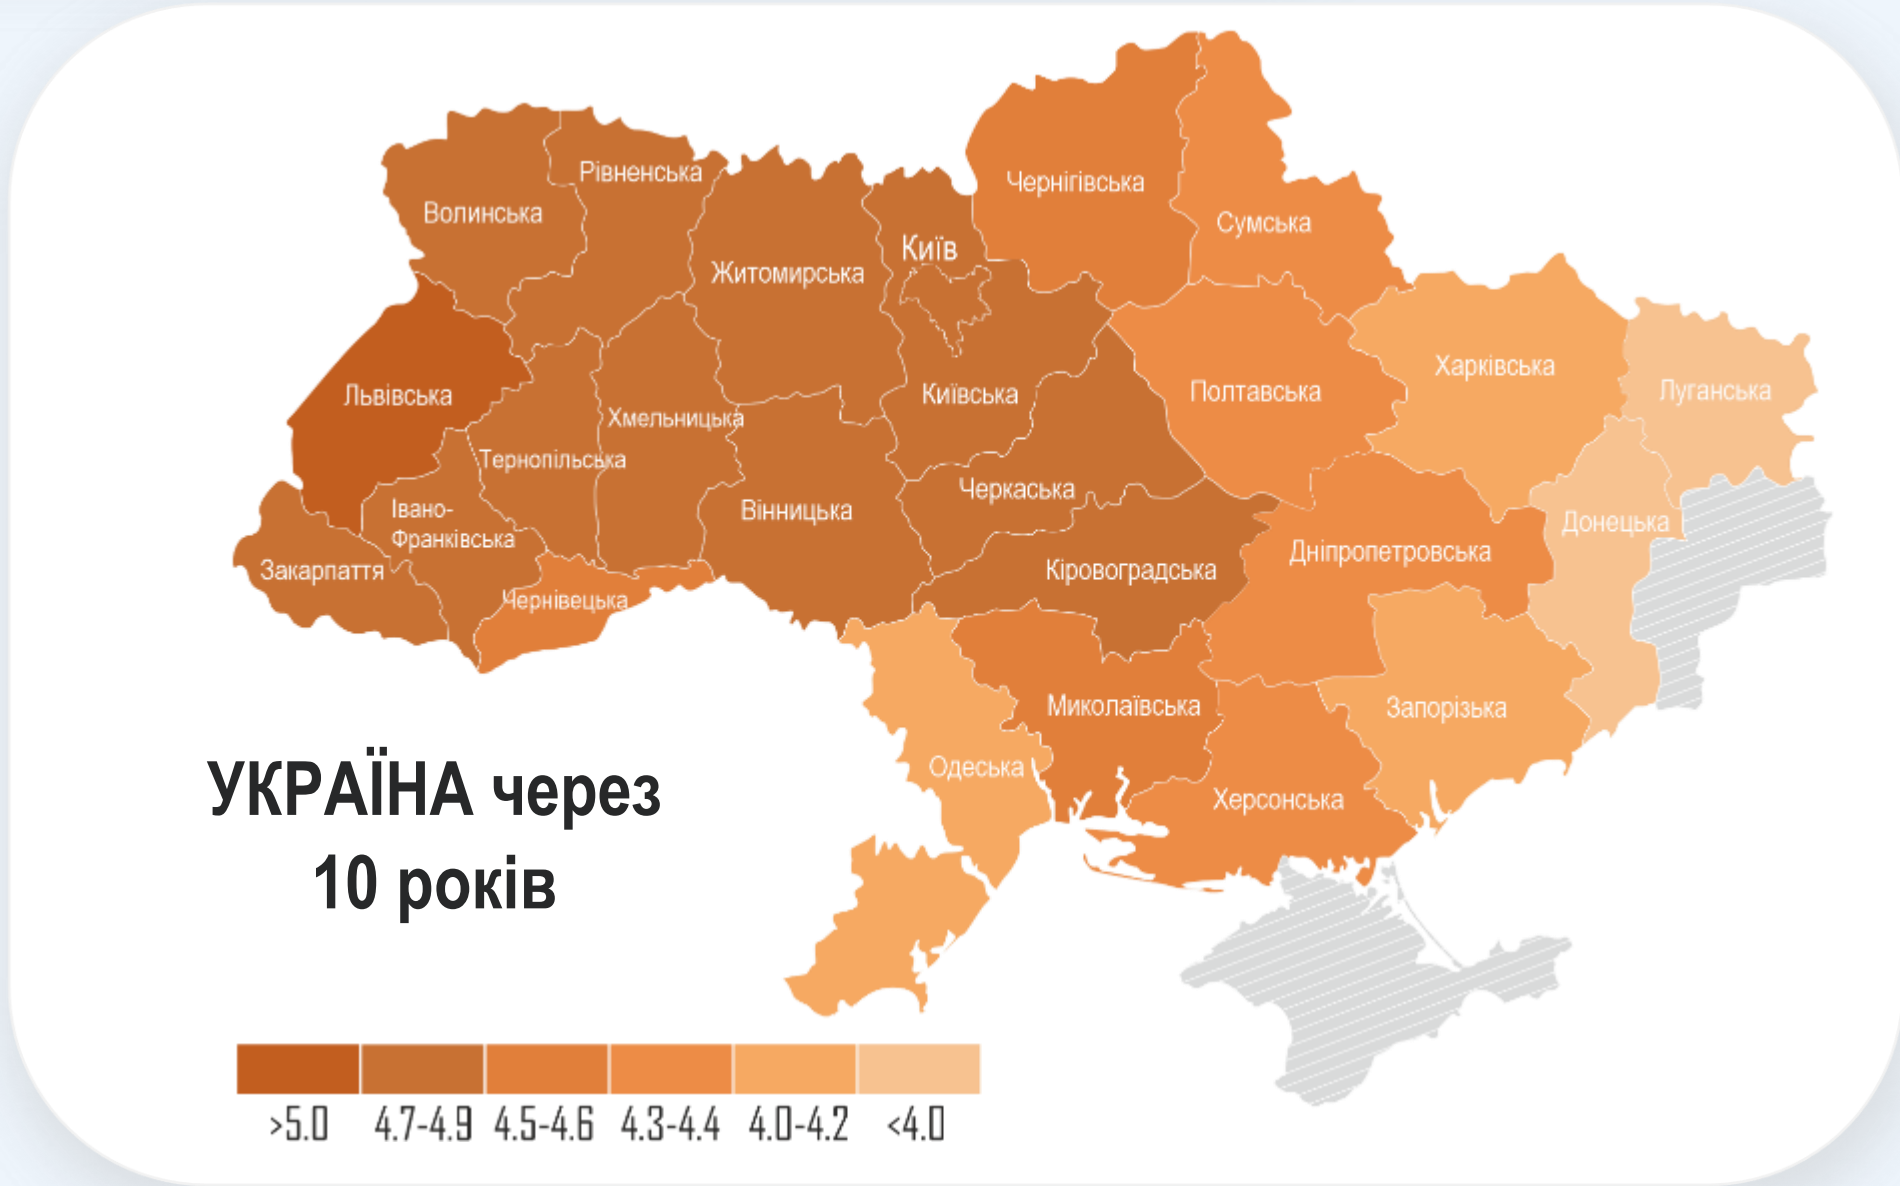 Чернігівська
Рівненська
Сумська
Волинська
Київ
Житомирська
Харківська
Луганська
Полтавська
Львівська
Київська
Хмельницька
Тернопільська
Черкаська
Вінницька
Івано-
Франківська
Донецька
Дніпропетровська
Закарпаття
Кіровоградська
Чернівецька
Миколаївська
Запорізька
Одеська
Херсонська
УКРАЇНА через
10 років
>5.0 4.7-4.9 4.5-4.6 4.3-4.4 4.0-4.2 <4.0